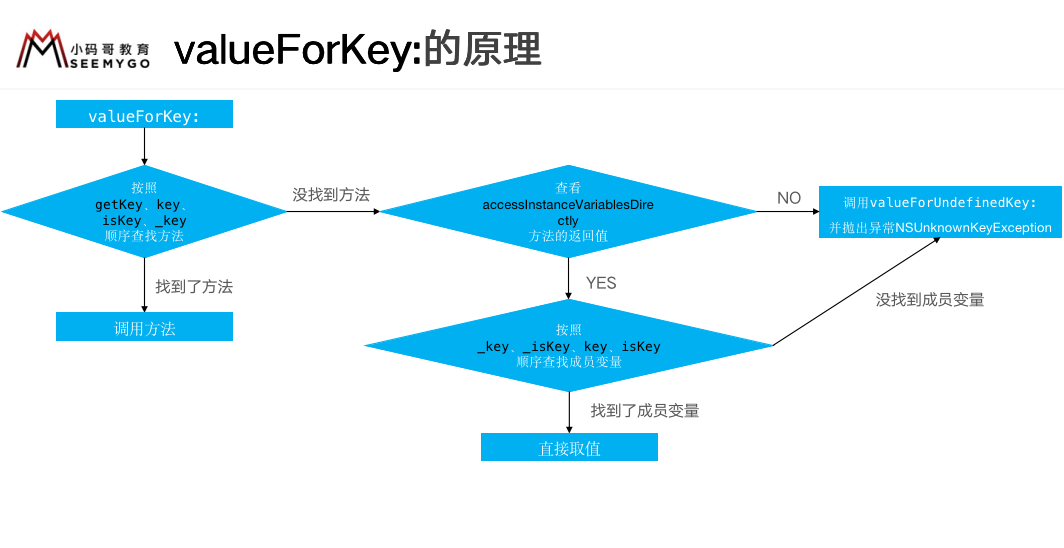 小码哥教育
SEEMYGO
valueForKey:的原理
valueForKey:
按照
getKey、key、
isKey、_key
顺序查找方法
没找到方法
查看
accessInstanceVariablesDire
ctly
方法的返回值
NO
调用valueForUndefinedKey:
并抛出异常NSUnknownKeyException
找到了方法
调用方法
YES
没找到成员变量
按照
_key、_isKey、key、isKey
顺序查找成员变量
找到了成员变量
直接取值